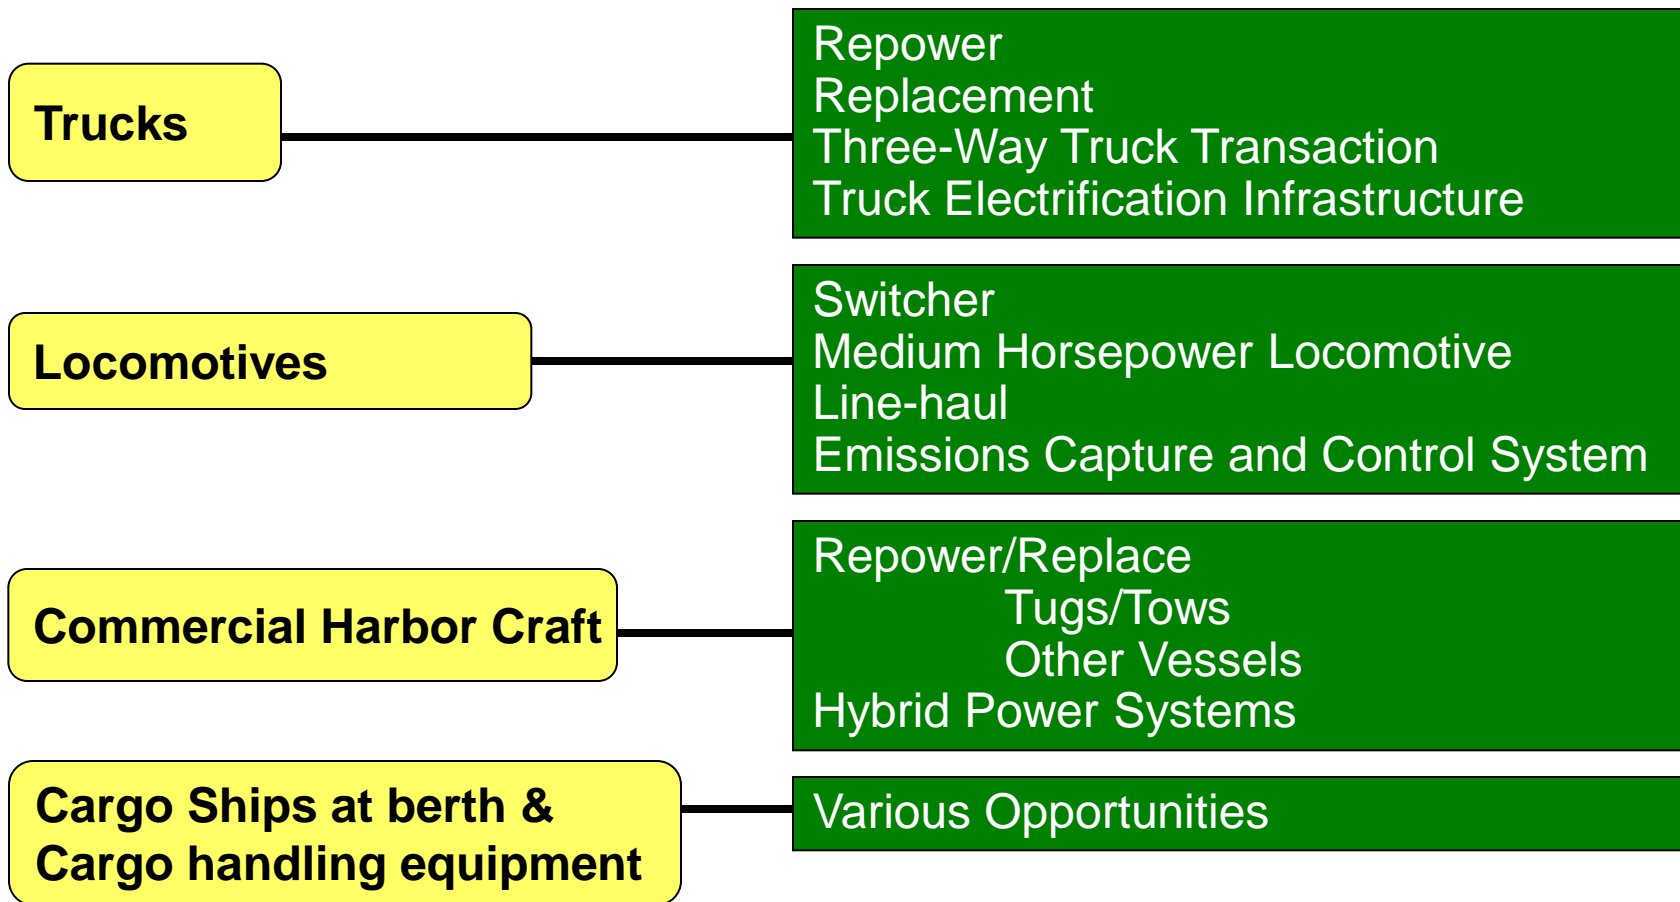 Trucks
Repower
Replacement
Three-Way Truck Transaction
Truck Electrification Infrastructure
Locomotives
Switcher
Medium Horsepower Locomotive
Line-haul
Emissions Capture and Control System
Commercial Harbor Craft
Repower/Replace
Tugs/Tows
Other Vessels
Hybrid Power Systems
Cargo Ships at berth &
Cargo handling equipment
Various Opportunities